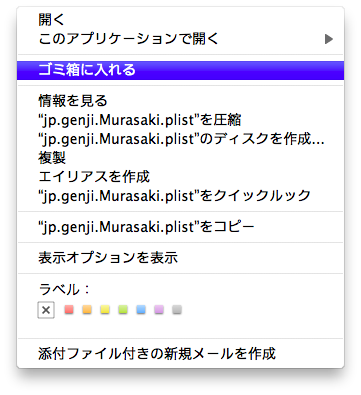 開く
このアプリケーションで開く
ゴミ箱に入れる
情報を見る
“jp.genji.Murasaki.plist”を圧縮
“jp.genji.Murasaki.plist”のディスクを作成...
複製
エイリアスを作成
“jp.genji.Murasaki.plist”をクイックルック
“jp.genji.Murasaki.plist”をコピー
表示オプションを表示
ラベル：
添付ファイル付きの新規メールを作成